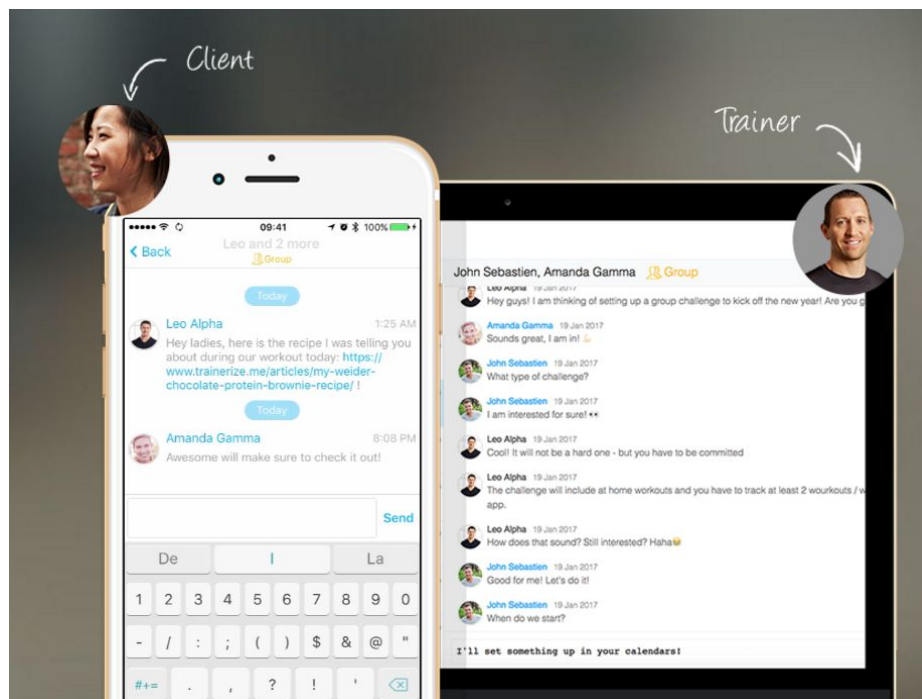 Client
Trainer
09:41
100%
Back
Leo and 2 more
Group
Today
Leo Alpha 1:25 AM
Hey ladies, here is the recipe I was telling you
about during our workout today: https://
www.trainerize.me/articles/my-weider-
chocolate-protein-brownie-recipe/ !
Today
Amanda Gamma 8:08 PM
Awesome will make sure to check it out!
Send
De I La
1 2 3 4 5 6 7 8 9 0
- / : ; ( ) $ & @ "
#+= . , ? ! '
John Sebastien, Amanda Gamma Group
Leo Alpha 19 Jan 2017
Hey guys! I am thinking of setting up a group challenge to kick off the new year! Are you g
Amanda Gamma 19 Jan 2017
Sounds great, I am in! 💪
John Sebastien 19 Jan 2017
What type of challenge?
John Sebastien 19 Jan 2017
I am interested for sure! 👀
Leo Alpha 19 Jan 2017
Cool! It will not be a hard one - but you have to be committed
Leo Alpha 19 Jan 2017
The challenge will include at home workouts and you have to track at least 2 wourkouts / w
app.
Leo Alpha 19 Jan 2017
How does that sound? Still interested? Haha😂
John Sebastien 19 Jan 2017
Good for me! Let's do it!
John Sebastien 19 Jan 2017
When do we start?
I'll set something up in your calendars!